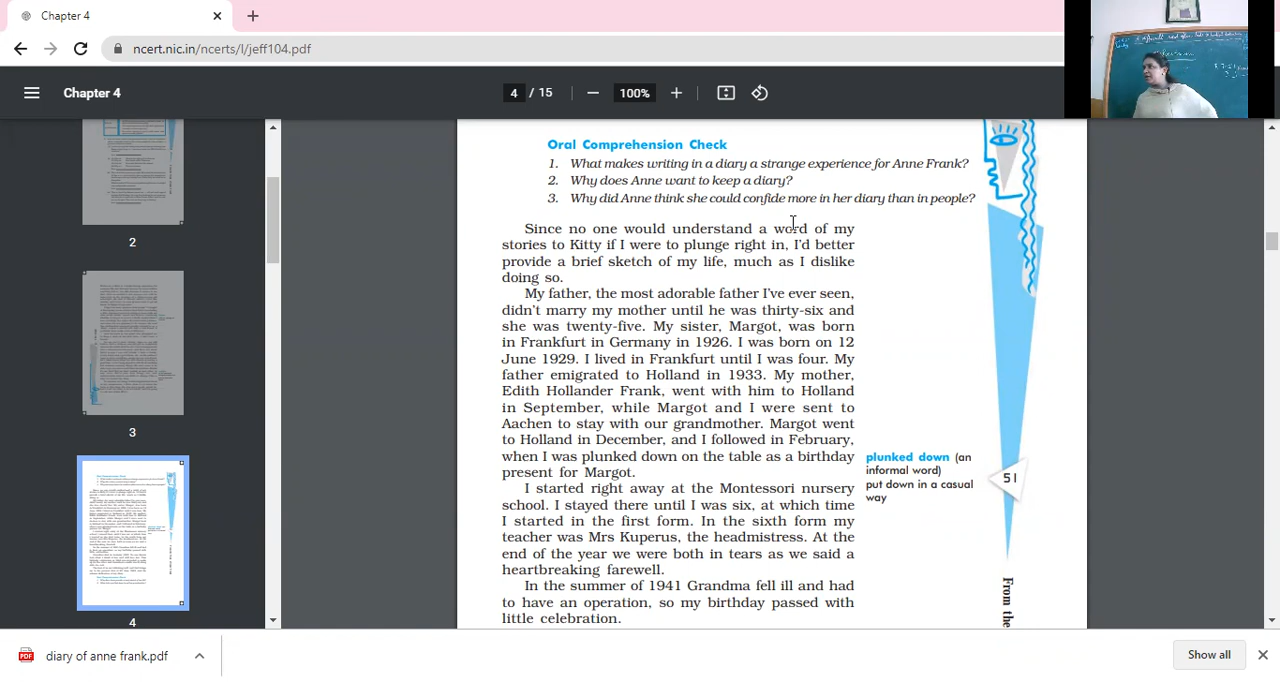 Chapter 4
ncert.nic.in/ncerts/l/jeff104.pdf
Chapter 4
4 / 15
100%
2
3
4
Oral Comprehension Check
1. What makes writing in a diary a strange experience for Anne Frank?
2. Why does Anne want to keep a diary?
3. Why did Anne think she could confide more in her diary than in people?
Since no one would understand a word of my
stories to Kitty if I were to plunge right in, I'd better
provide a brief sketch of my life, much as I dislike
doing so.
My father, the most adorable father I've ever seen,
didn't marry my mother until he was thirty-six and
she was twenty-five. My sister, Margot, was born
in Frankfurt in Germany in 1926. I was born on 12
June 1929. I lived in Frankfurt until I was four. My
father emigrated to Holland in 1933. My mother,
Edith Hollander Frank, went with him to Holland
in September, while Margot and I were sent to
Aachen to stay with our grandmother. Margot went
to Holland in December, and I followed in February,
when I was plunked down on the table as a birthday
present for Margot.
plunked down (an
informal word)
put down in a casual
way
51
I started right away at the Montessori nursery
school. I stayed there until I was six, at which time
I started in the first form. In the sixth form my
teacher was Mrs Kuperus, the headmistress. At the
end of the year we were both in tears as we said a
heartbreaking farewell.
In the summer of 1941 Grandma fell ill and had
to have an operation, so my birthday passed with
little celebration.
From the
diary of anne frank.pdf
Show all